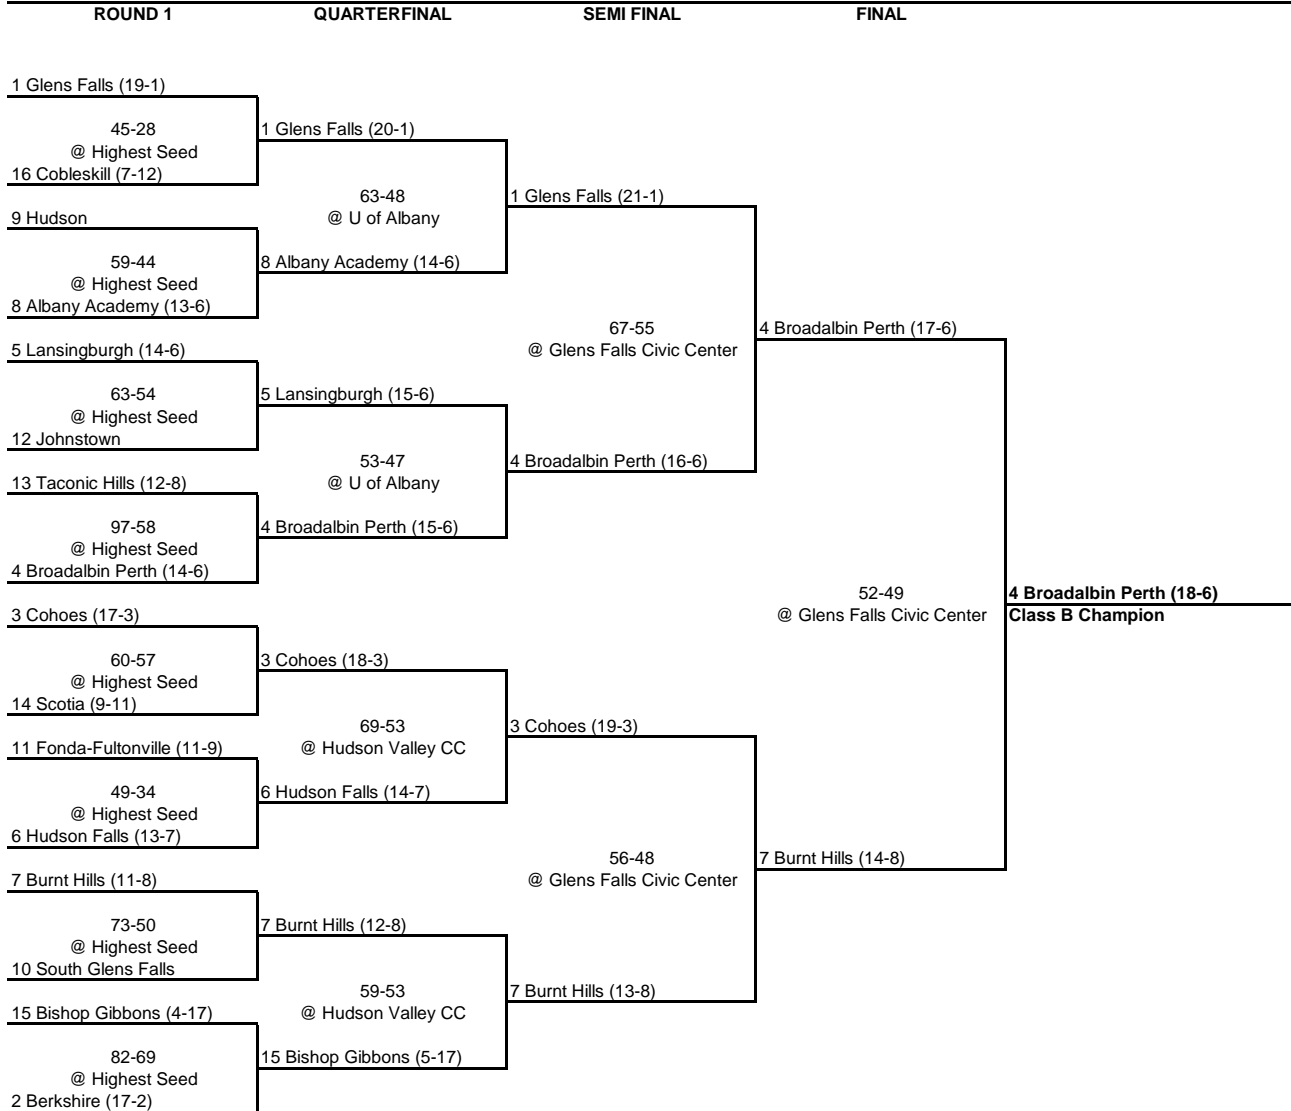 ROUND 1 QUARTERFINAL SEMI FINAL FINAL
1 Glens Falls (19-1)
45-28
@ Highest Seed
16 Cobleskill (7-12)
9 Hudson
59-44
@ Highest Seed
8 Albany Academy (13-6)
5 Lansingburgh (14-6)
63-54
@ Highest Seed
12 Johnstown
13 Taconic Hills (12-8)
97-58
@ Highest Seed
4 Broadalbin Perth (14-6)
3 Cohoes (17-3)
60-57
@ Highest Seed
14 Scotia (9-11)
11 Fonda-Fultonville (11-9)
49-34
@ Highest Seed
6 Hudson Falls (13-7)
7 Burnt Hills (11-8)
73-50
@ Highest Seed
10 South Glens Falls
15 Bishop Gibbons (4-17)
82-69
@ Highest Seed
2 Berkshire (17-2)
1 Glens Falls (20-1)
63-48
@ U of Albany
8 Albany Academy (14-6)
5 Lansingburgh (15-6)
53-47
@ U of Albany
4 Broadalbin Perth (15-6)
3 Cohoes (18-3)
69-53
@ Hudson Valley CC
6 Hudson Falls (14-7)
7 Burnt Hills (12-8)
59-53
@ Hudson Valley CC
15 Bishop Gibbons (5-17)
1 Glens Falls (21-1)
67-55
@ Glens Falls Civic Center
4 Broadalbin Perth (16-6)
3 Cohoes (19-3)
56-48
@ Glens Falls Civic Center
7 Burnt Hills (13-8)
4 Broadalbin Perth (17-6)
52-49
@ Glens Falls Civic Center
7 Burnt Hills (14-8)
4 Broadalbin Perth (18-6)
Class B Champion